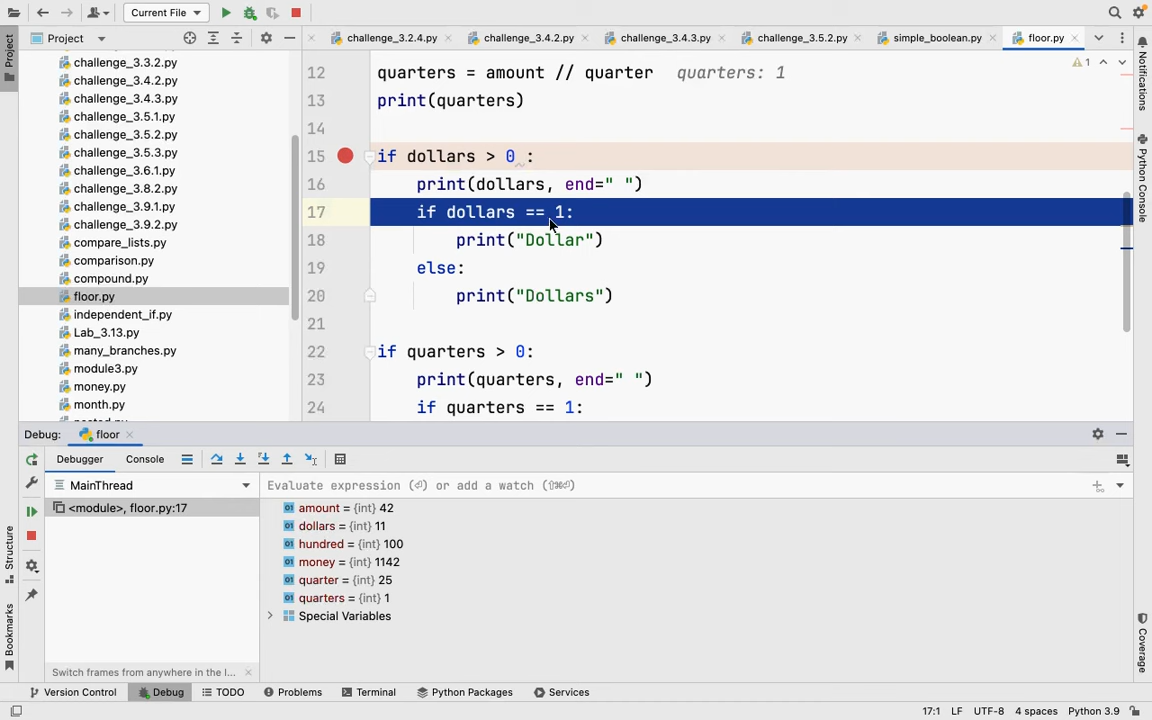 Current File
Project
challenge_3.2.4.py
challenge_3.4.2.py
challenge_3.4.3.py
challenge_3.5.2.py
simple_boolean.py
floor.py
Project
Structure
Bookmarks
Notifications
Python Console
Coverage
challenge_3.3.2.py
challenge_3.4.2.py
challenge_3.4.3.py
challenge_3.5.1.py
challenge_3.5.2.py
challenge_3.5.3.py
challenge_3.6.1.py
challenge_3.8.2.py
challenge_3.9.1.py
challenge_3.9.2.py
compare_lists.py
comparison.py
compound.py
floor.py
independent_if.py
Lab_3.13.py
many_branches.py
module3.py
money.py
month.py
1
12 quarters = amount // quarter quarters: 1
13 print(quarters)
14
15 if dollars > 0 :
16 print(dollars, end=" ")
17 if dollars == 1:
18 print("Dollar")
19 else:
20 print("Dollars")
21
22 if quarters > 0:
23 print(quarters, end=" ")
24 if quarters == 1:
Debug: floor
Debugger Console
MainThread
Evaluate expression (⏎) or add a watch (⇧⌘⏎)
<module>, floor.py:17
amount = {int} 42
dollars = {int} 11
hundred = {int} 100
money = {int} 1142
quarter = {int} 25
quarters = {int} 1
Special Variables
Switch frames from anywhere in the I...
Version Control Debug TODO Problems Terminal Python Packages Services
17:1 LF UTF-8 4 spaces Python 3.9